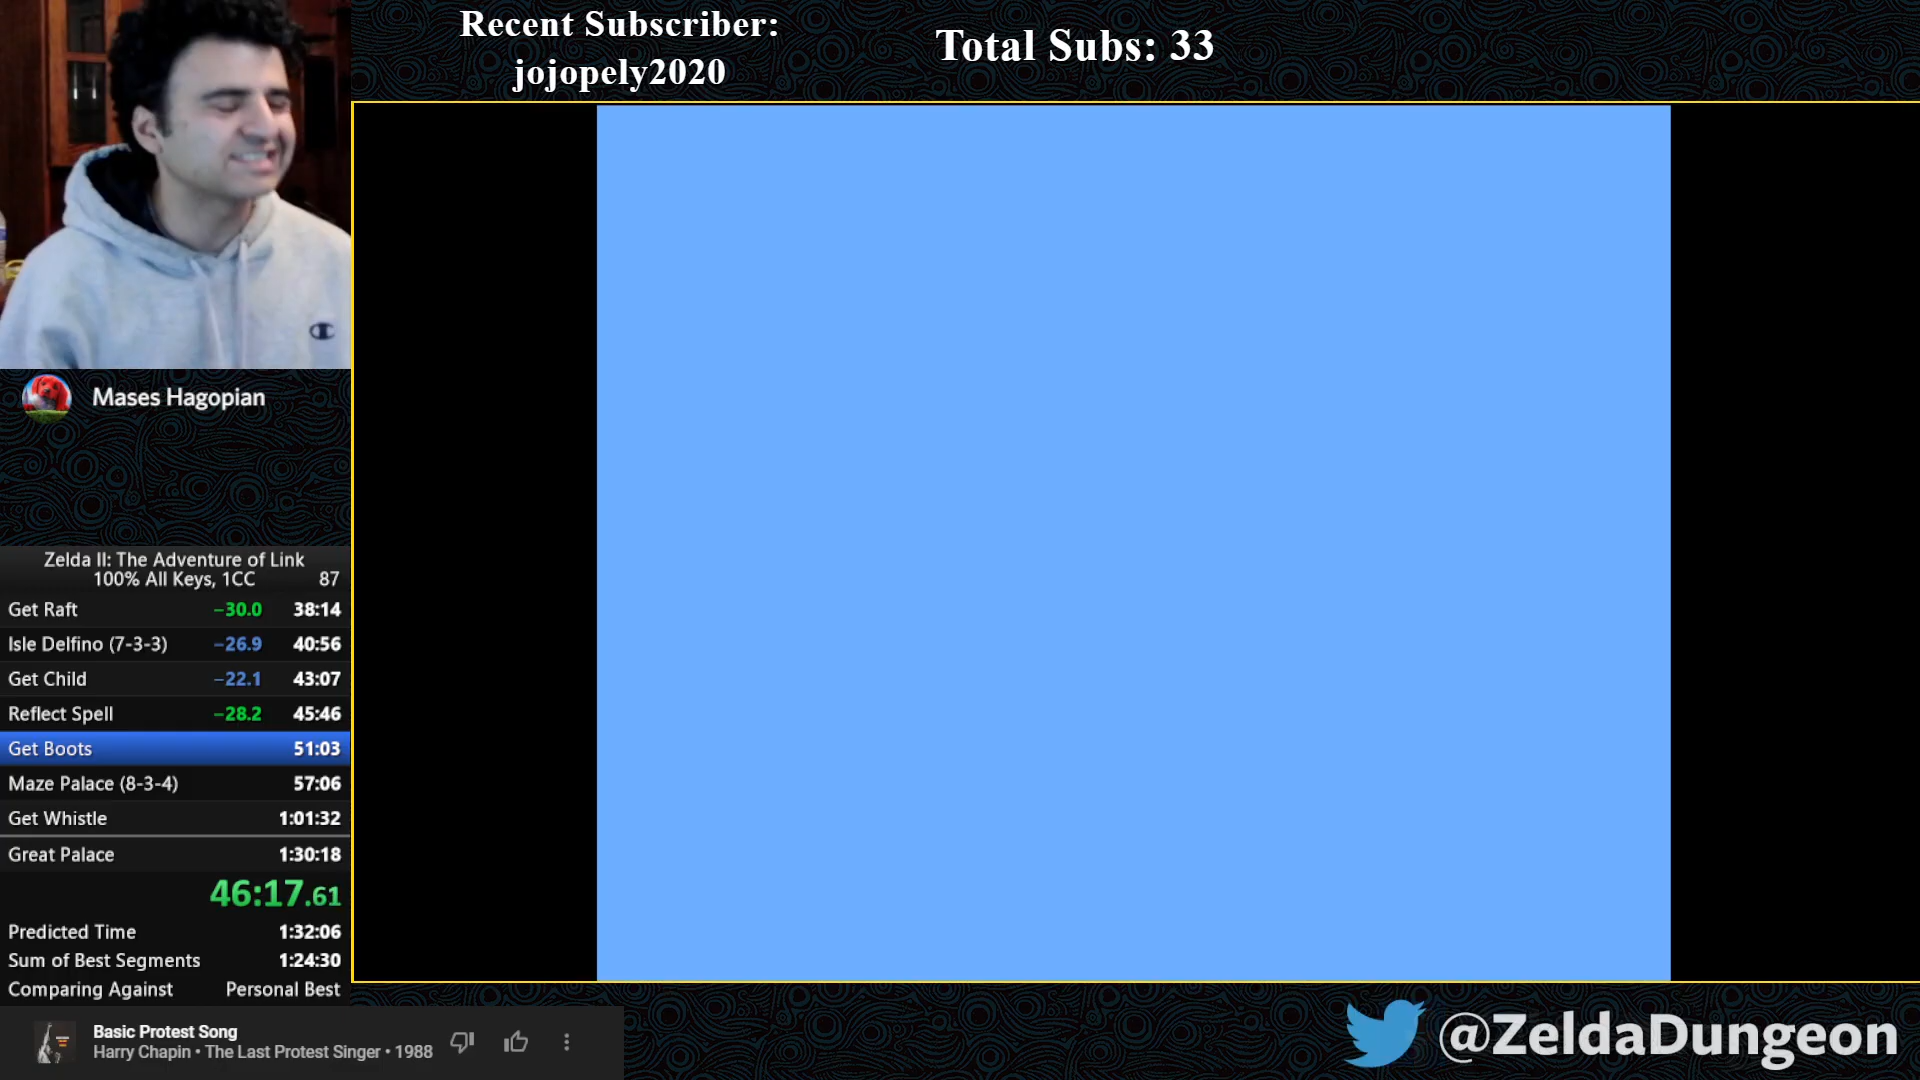 Recent Subscriber:
jojopely2020
Total Subs: 33
Mases Hagopian
Zelda II: The Adventure of Link
100% All Keys, 1CC 87
Get Raft −30.0 38:14
Isle Delfino (7-3-3) −26.9 40:56
Get Child −22.1 43:07
Reflect Spell −28.2 45:46
Get Boots 51:03
Maze Palace (8-3-4) 57:06
Get Whistle 1:01:32
Great Palace 1:30:18
46:17.61
Predicted Time 1:32:06
Sum of Best Segments 1:24:30
Comparing Against Personal Best
Basic Protest Song
Harry Chapin • The Last Protest Singer • 1988
@ZeldaDungeon